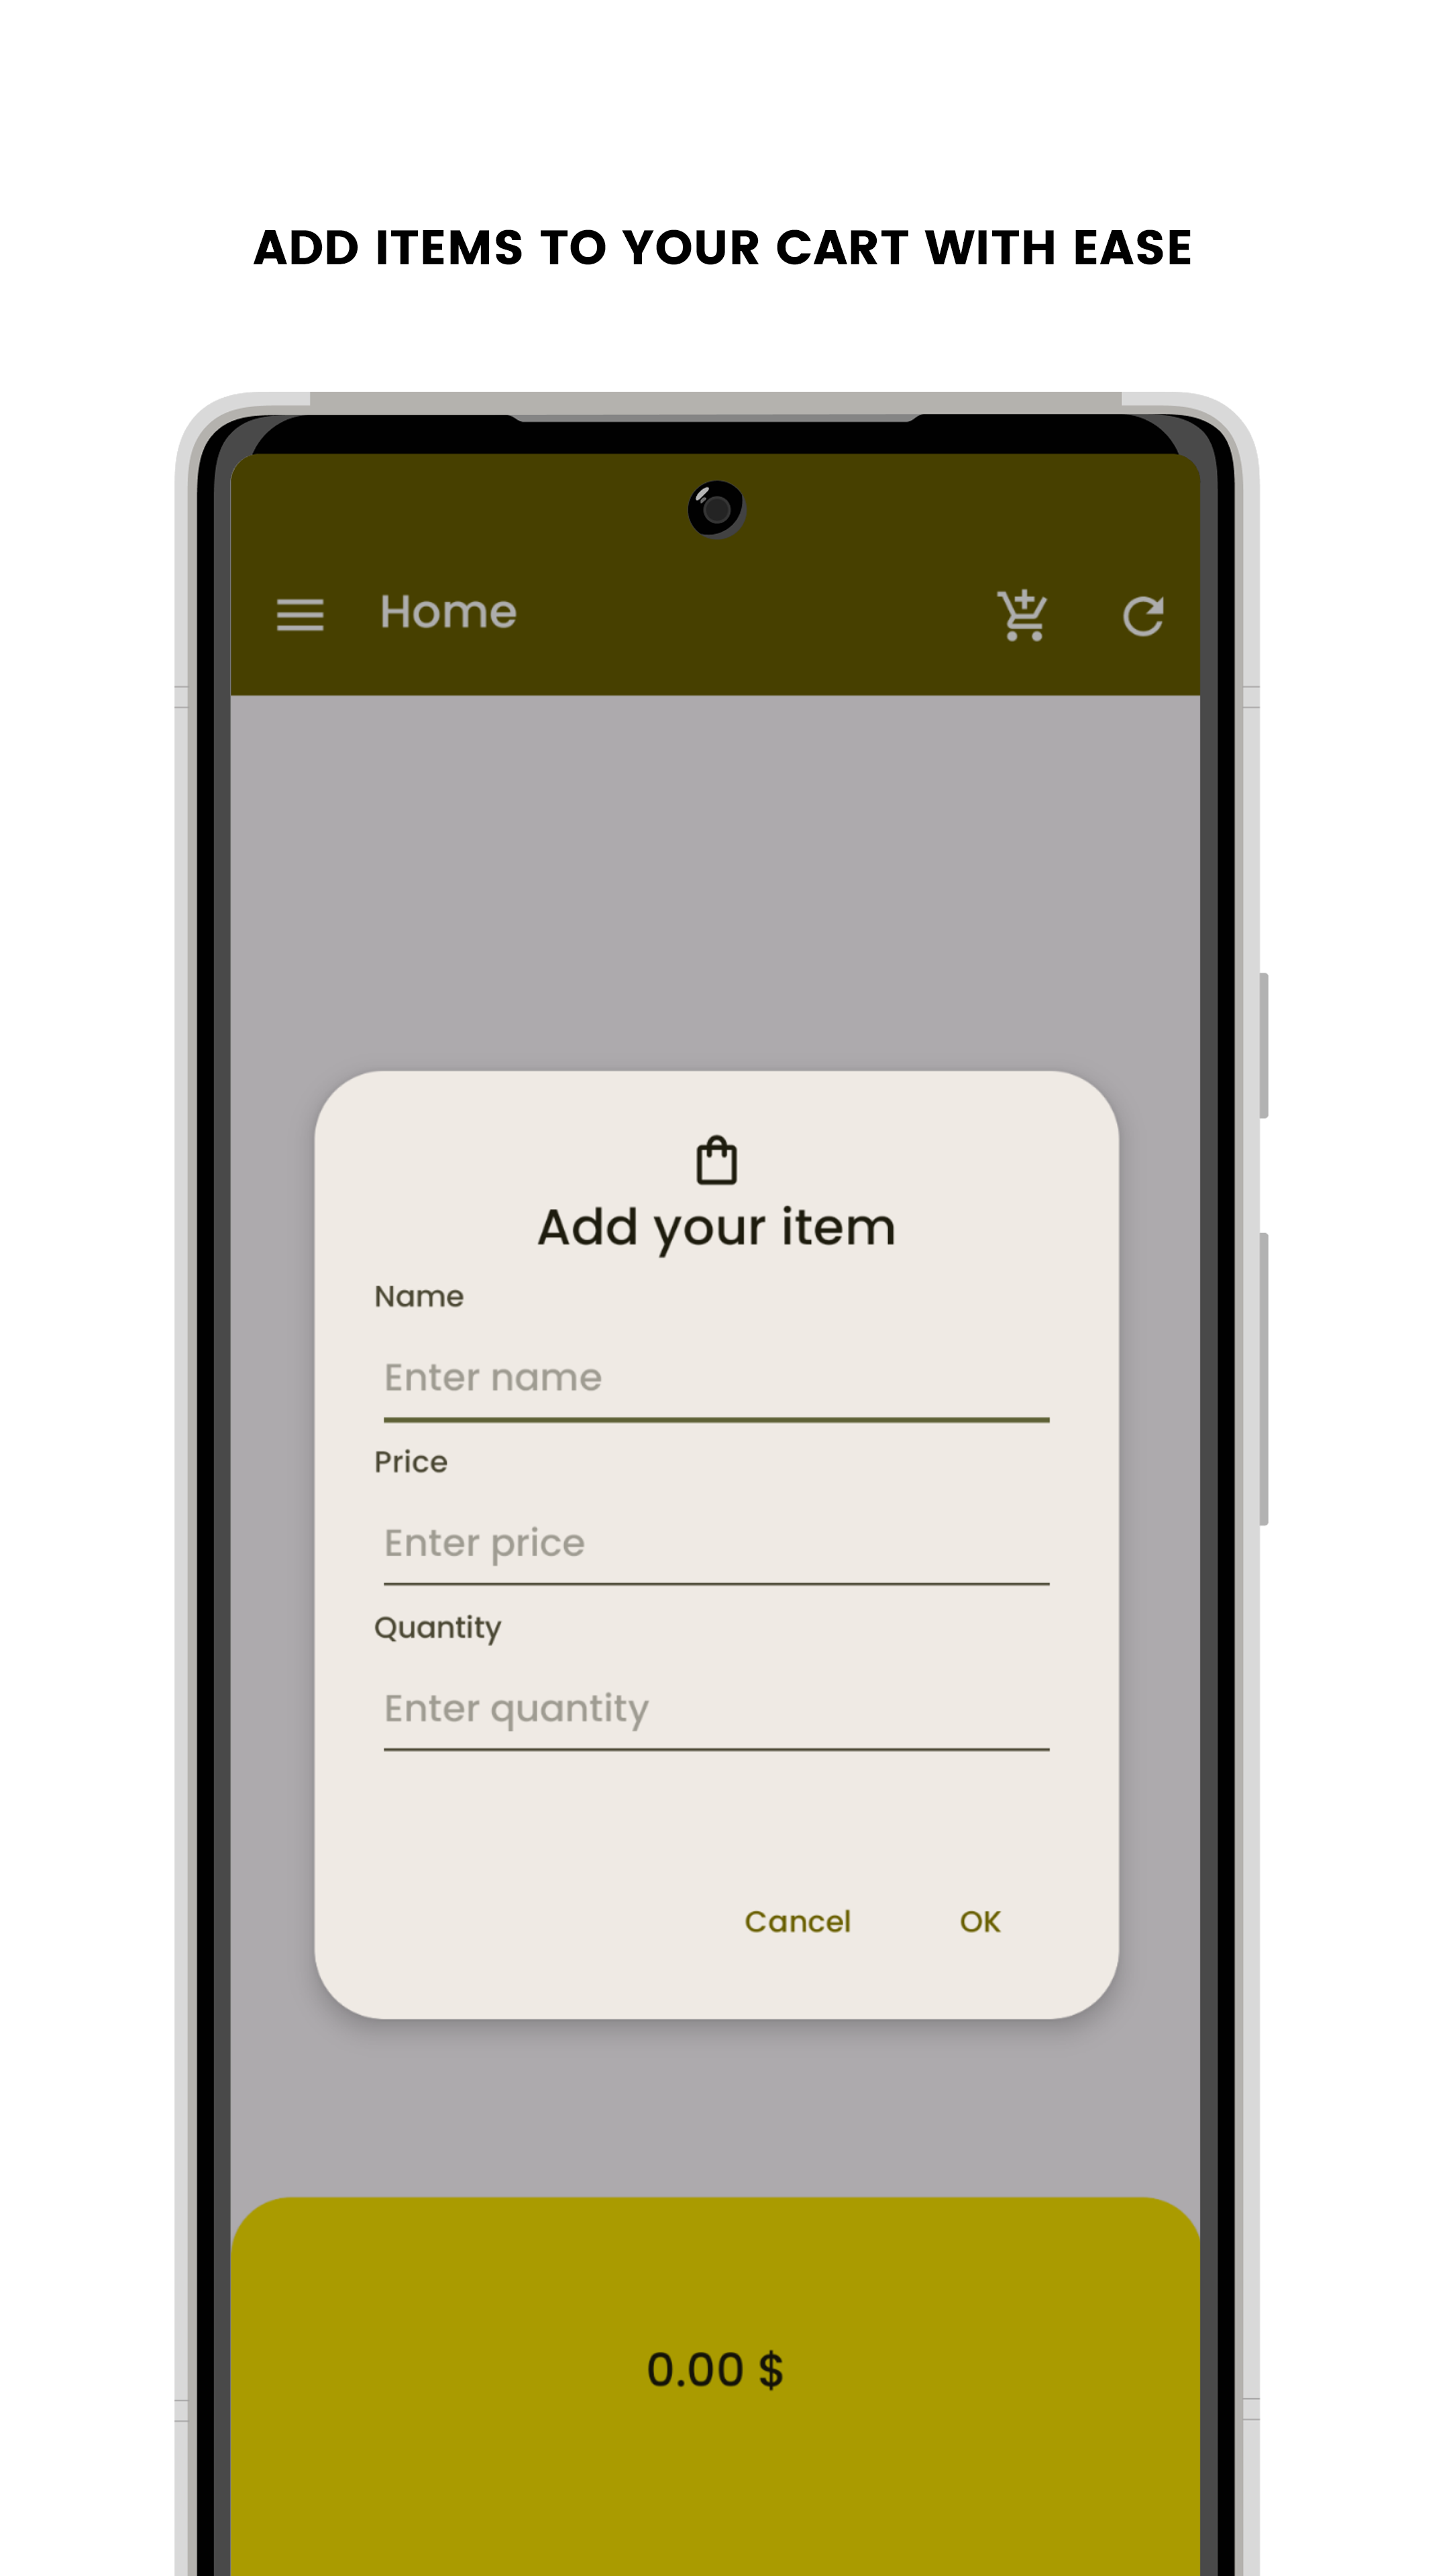 ADD ITEMS TO YOUR CART WITH EASE
Home
Add your item
Name
Enter name
Price
Enter price
Quantity
Enter quantity
Cancel OK
0.00 $